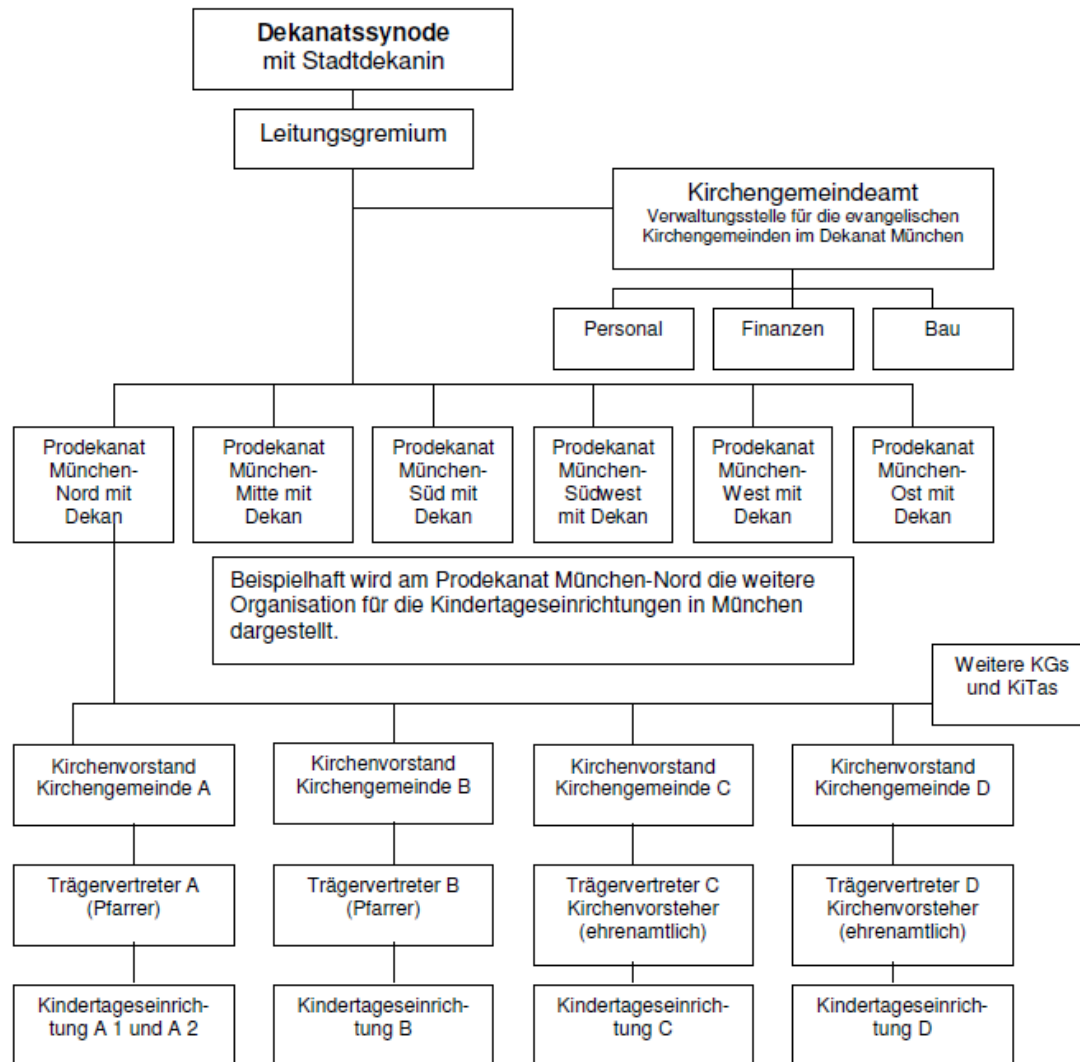 Dekanatssynode
mit Stadtdekanin
Leitungsgremium
Kirchengemeindeamt
Verwaltungsstelle für die evangelischen
Kirchengemeinden im Dekanat München
Personal
Finanzen
Bau
Prodekanat
München-
Nord mit
Dekan
Prodekanat
München-
Mitte mit
Dekan
Prodekanat
München-
Süd mit
Dekan
Prodekanat
München-
Südwest
mit Dekan
Prodekanat
München-
West mit
Dekan
Prodekanat
München-
Ost mit
Dekan
Beispielhaft wird am Prodekanat München-Nord die weitere
Organisation für die Kindertageseinrichtungen in München
dargestellt.
Weitere KGs
und KiTas
Kirchenvorstand
Kirchengemeinde A
Kirchenvorstand
Kirchengemeinde B
Kirchenvorstand
Kirchengemeinde C
Kirchenvorstand
Kirchengemeinde D
Trägervertreter A
(Pfarrer)
Trägervertreter B
(Pfarrer)
Trägervertreter C
Kirchenvorsteher
(ehrenamtlich)
Trägervertreter D
Kirchenvorsteher
(ehrenamtlich)
Kindertageseinrich-
tung A 1 und A 2
Kindertageseinrich-
tung B
Kindertageseinrich-
tung C
Kindertageseinrich-
tung D